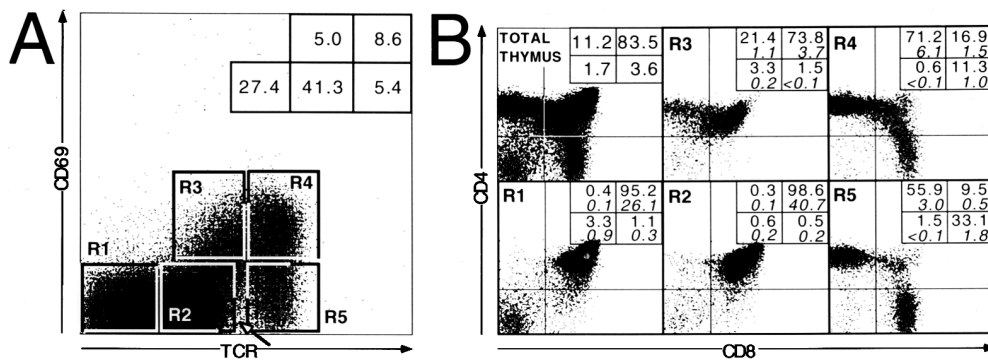 A
CD69
5.0 8.6
27.4 41.3 5.4
R3 R4
R1
R2
R5
TCR
B
CD4
TOTAL
THYMUS
11.2 83.5
1.7 3.6
R3
21.4 73.8
1.1 3.7
3.3 1.5
0.2 <0.1
R4
71.2 16.9
6.1 1.5
0.6 11.3
<0.1 1.0
R1
0.4 95.2
0.1 26.1
3.3 1.1
0.9 0.3
R2
0.3 98.6
0.1 40.7
0.6 0.5
0.2 0.2
R5
55.9 9.5
3.0 0.5
1.5 33.1
<0.1 1.8
CD8